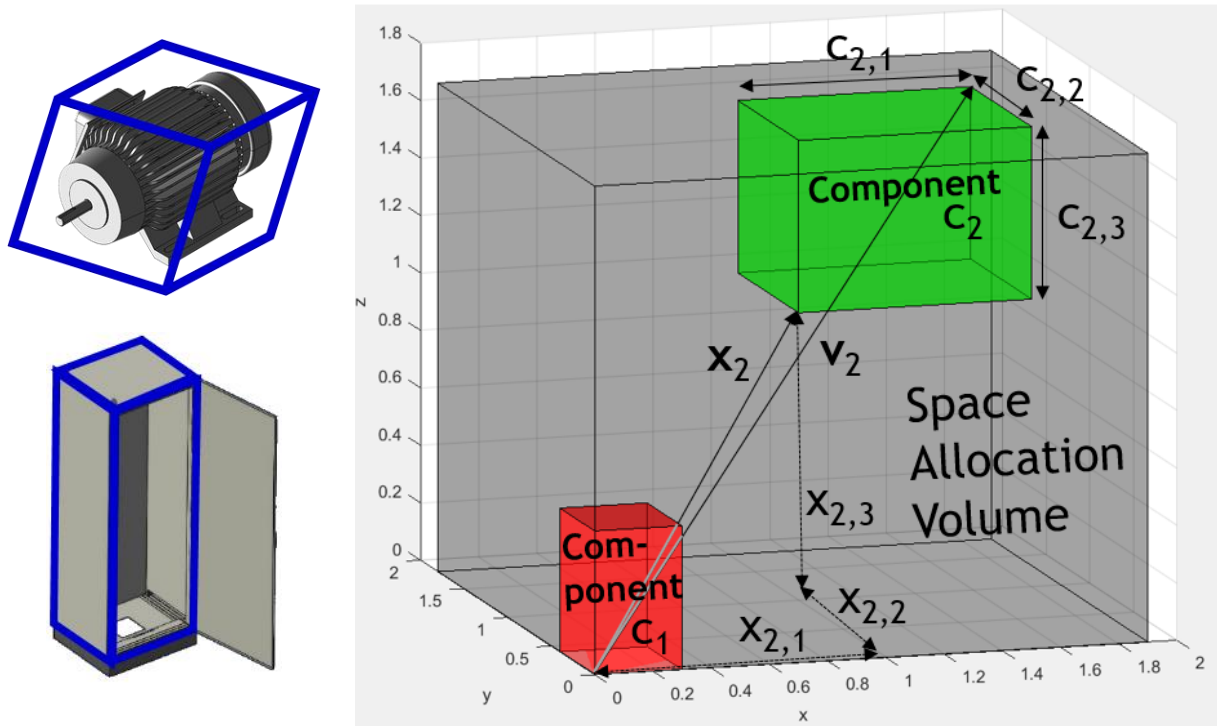 1.8
1.6
1.4
1.2
1
0.8
0.6
0.4
0.2
0
z
2
1.5
1
0.5
0
y
0
0.2
0.4
0.6
0.8
1
1.2
1.4
1.6
1.8
2
x
C2,1
C2,2
Component
C2
C2,3
x2
v2
Space
Allocation
Volume
x2,3
x2,2
x2,1
Com-
ponent
C1